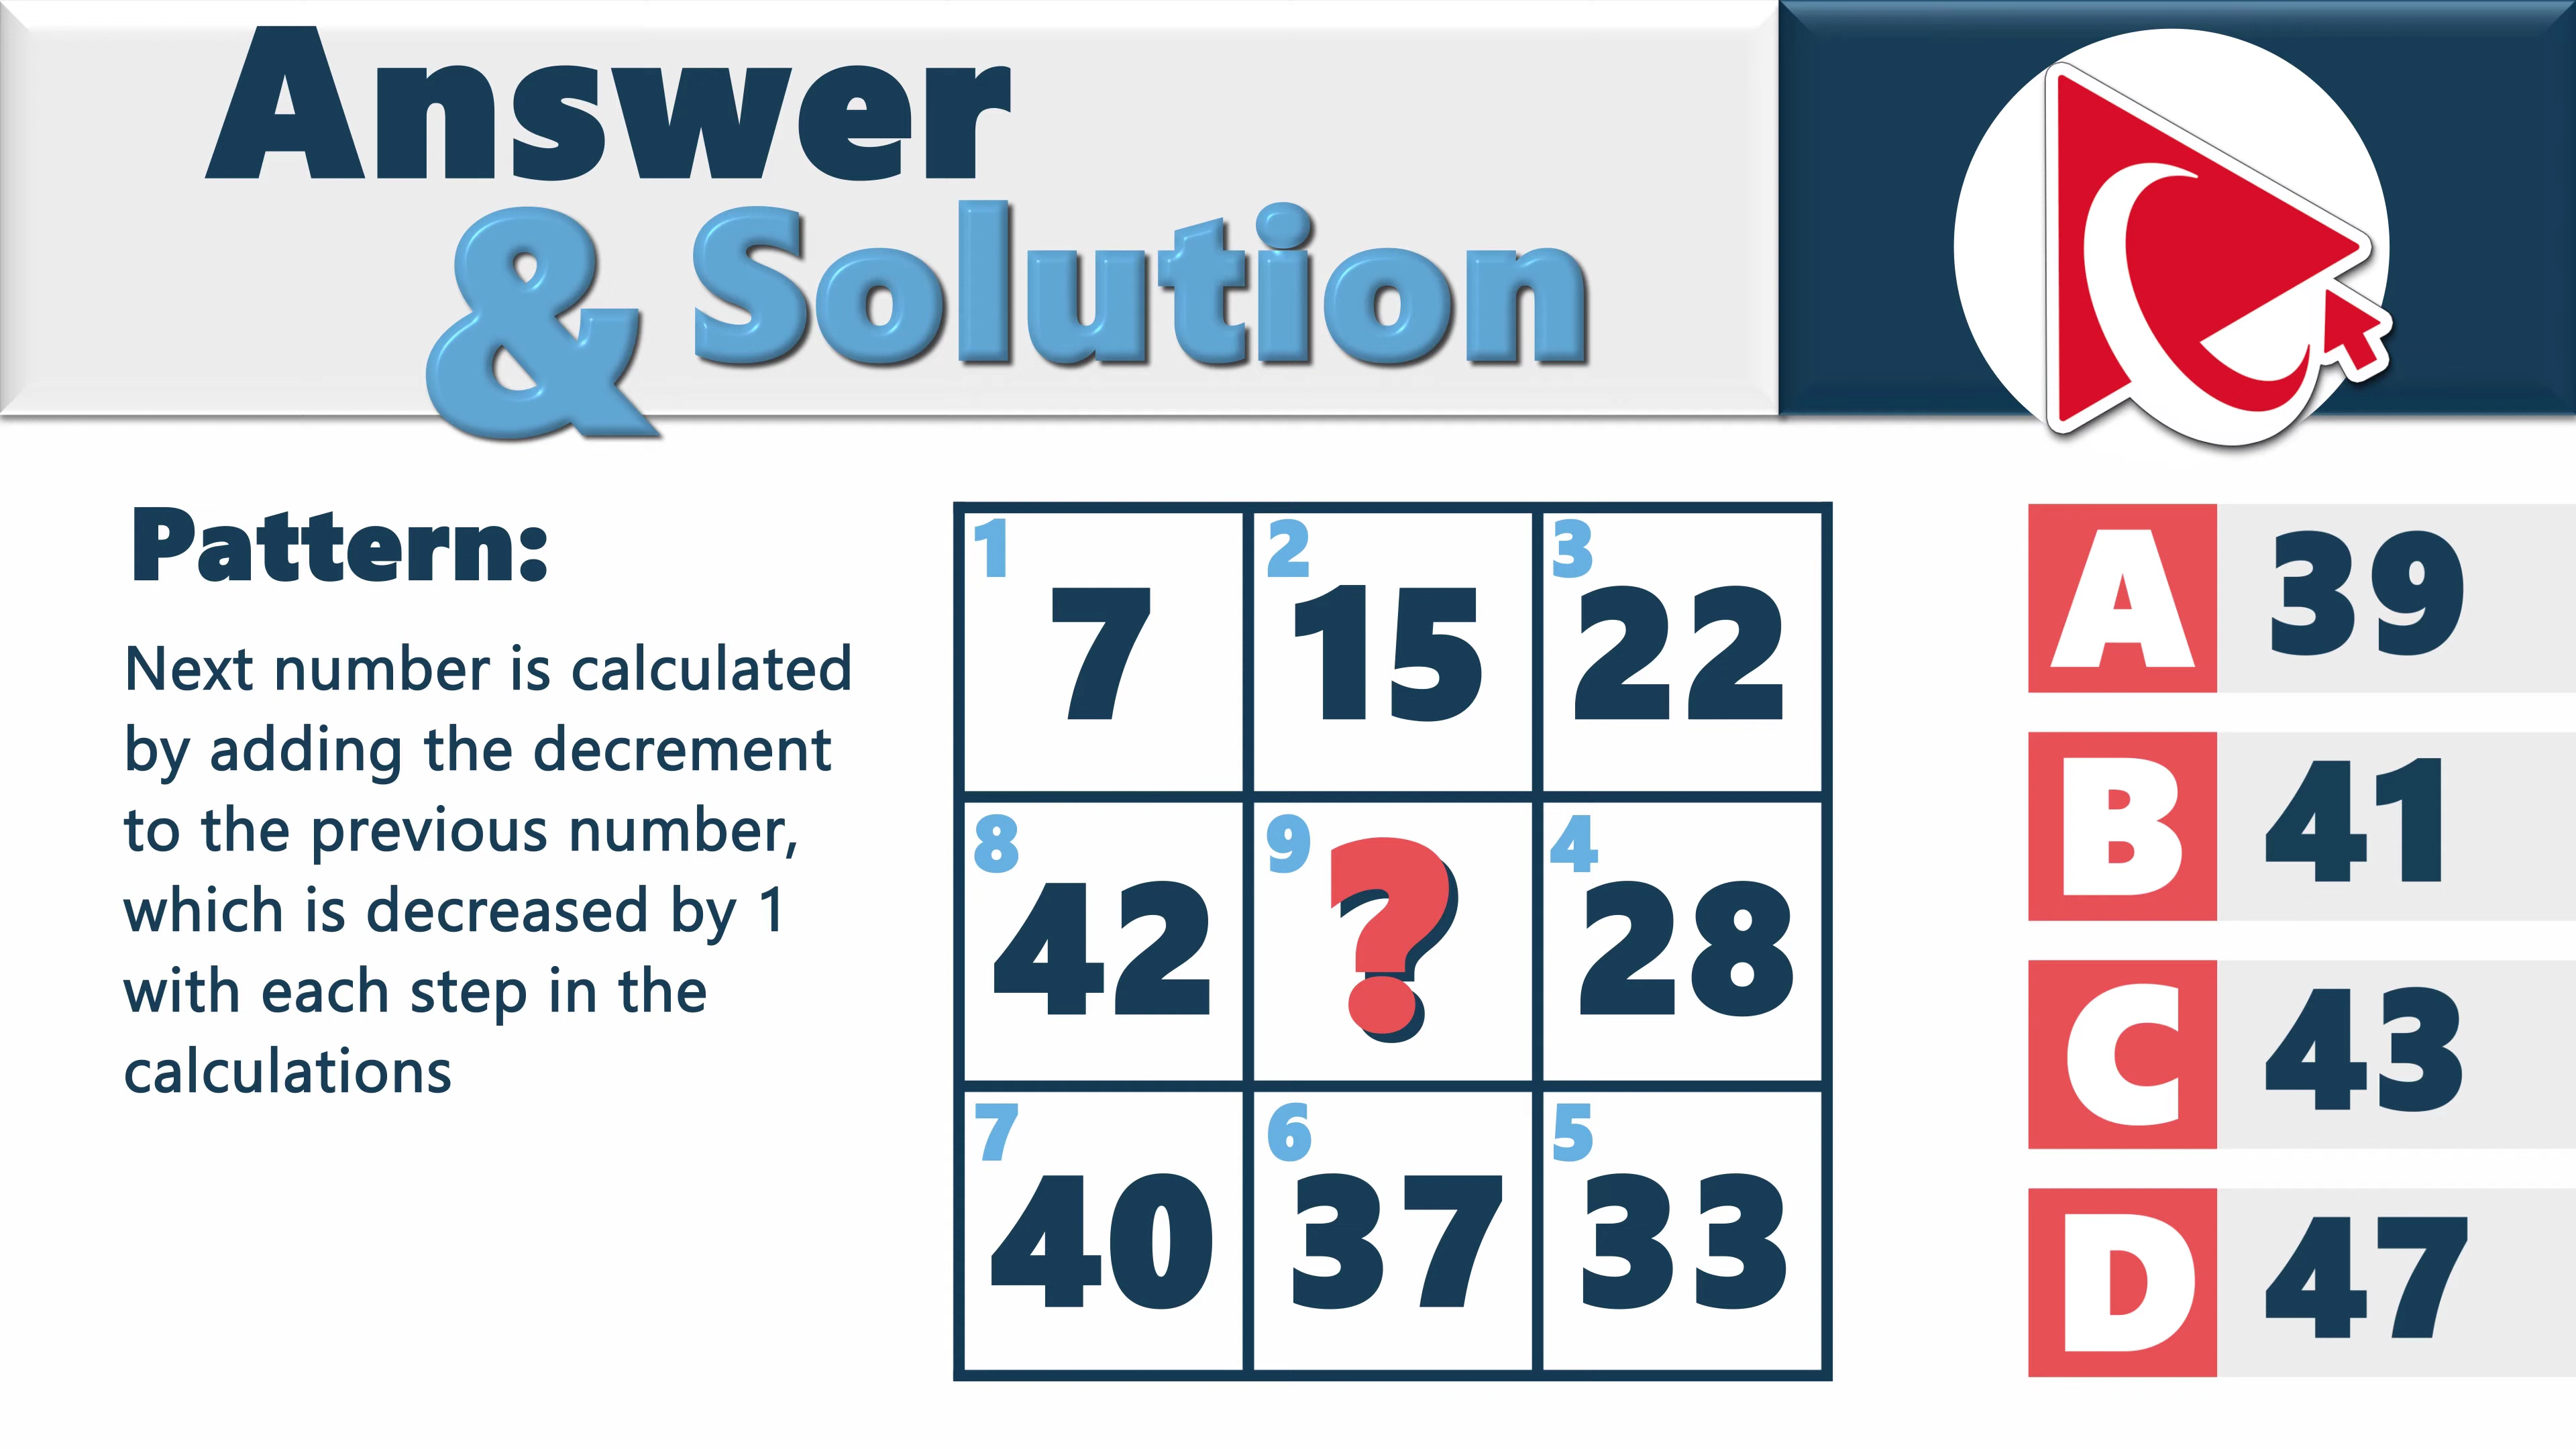 Answer
& Solution
Pattern:
Next number is calculated
by adding the decrement
to the previous number,
which is decreased by 1
with each step in the
calculations
1 2 3
7 15 22
8 9 4
42 ? 28
7 6 5
40 37 33
A 39
B 41
C 43
D 47